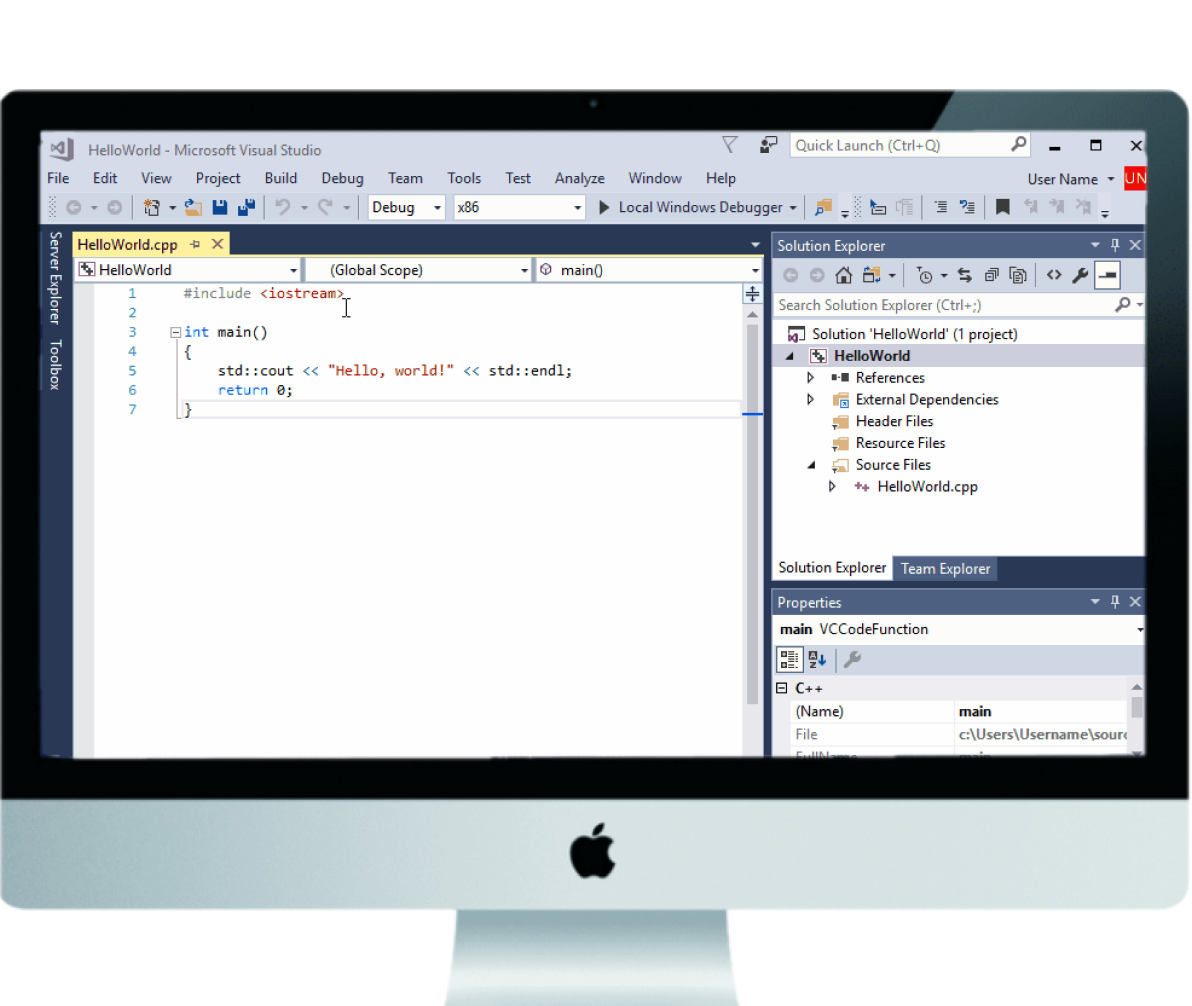 HelloWorld - Microsoft Visual Studio
Quick Launch (Ctrl+Q)
File Edit View Project Build Debug Team Tools Test Analyze Window Help
User Name UN
Debug x86 Local Windows Debugger
Server Explorer
Toolbox
HelloWorld.cpp
HelloWorld (Global Scope) main()
1 #include <iostream>
2
3 int main()
4 {
5 std::cout << "Hello, world!" << std::endl;
6 return 0;
7 }
Solution Explorer
Search Solution Explorer (Ctrl+;)
Solution 'HelloWorld' (1 project)
HelloWorld
References
External Dependencies
Header Files
Resource Files
Source Files
HelloWorld.cpp
Solution Explorer Team Explorer
Properties
main VCCodeFunction
C++
(Name) main
File c:\Users\Username\sourc
FullName main